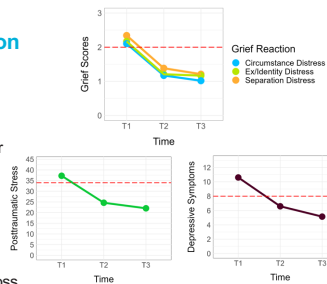 on
3
2
1
0
Grief Scores
T1 T2 T3
Time
Grief Reaction
Circumstance Distress
Ex/Identity Distress
Separation Distress
r
45
40
35
30
25
20
15
10
5
0
Posttraumatic Stress
T1 T2 T3
Time
12
10
8
6
4
2
0
Depressive Symptoms
T1 T2 T3
Time
oss